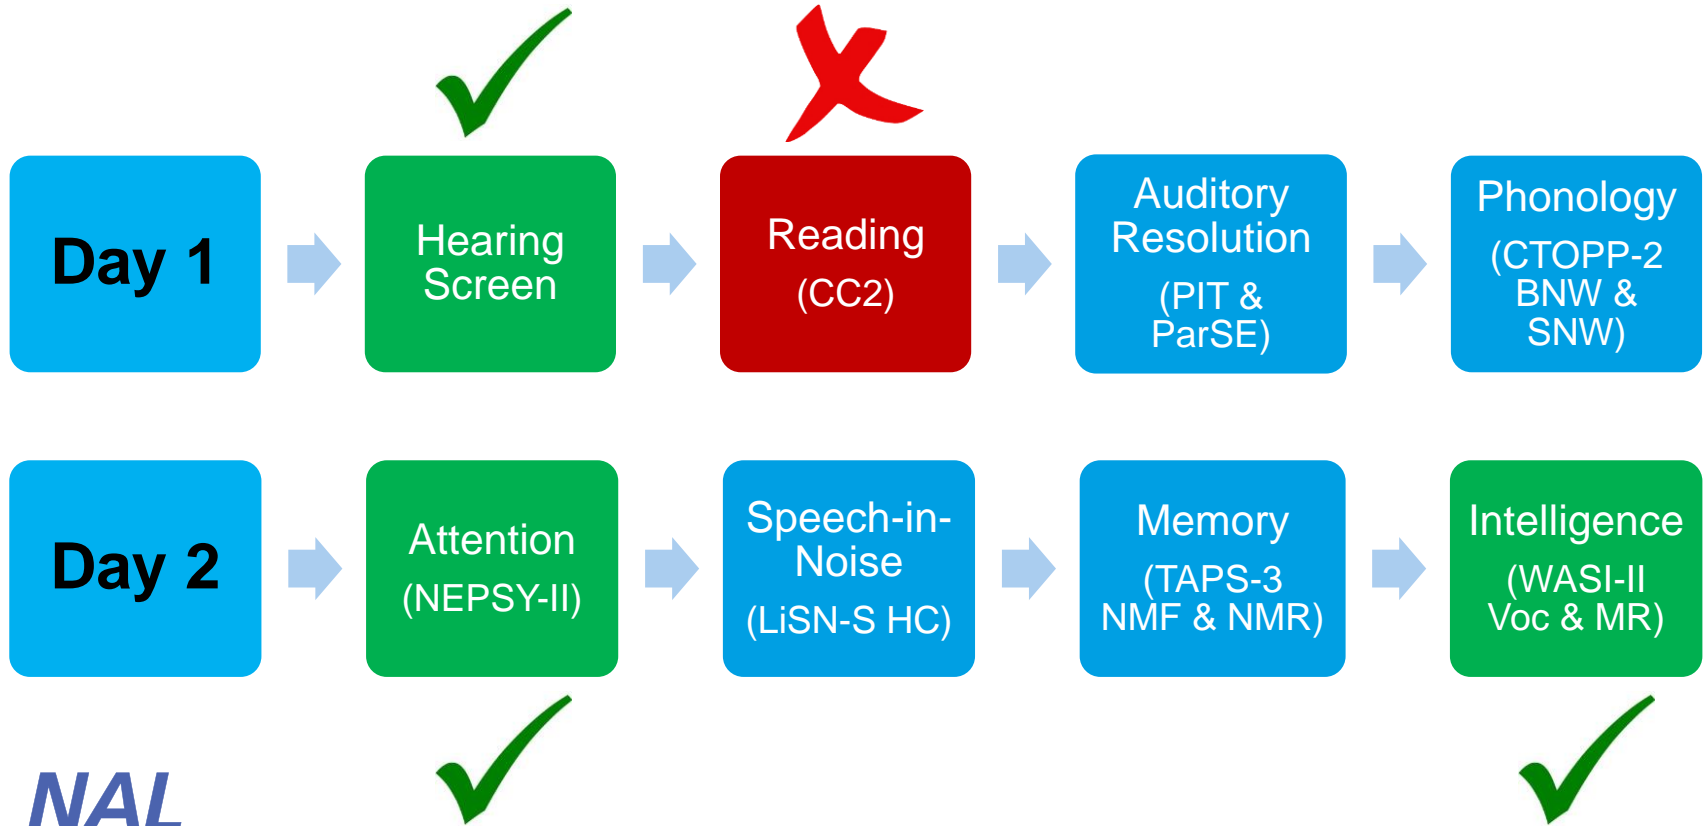 Day 1
Hearing
Screen
Reading
(CC2)
Auditory
Resolution
(PIT &
ParSE)
Phonology
(CTOPP-2
BNW &
SNW)
Day 2
Attention
(NEPSY-II)
Speech-in-
Noise
(LiSN-S HC)
Memory
(TAPS-3
NMF & NMR)
Intelligence
(WASI-II
Voc & MR)
NAL